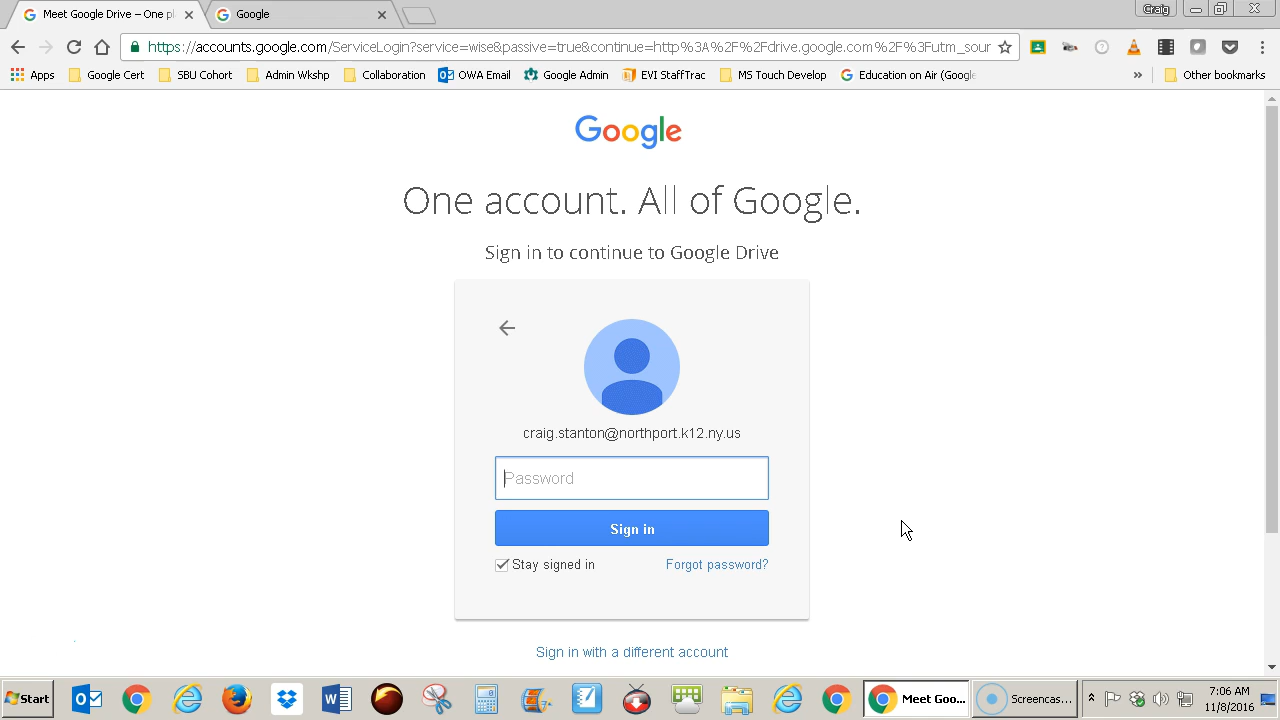 Meet Google Drive – One pl
Google
Craig
https://accounts.google.com/ServiceLogin?service=wise&passive=true&continue=http%3A%2F%2Fdrive.google.com%2F%3Futm_sour
Apps
Google Cert
SBU Cohort
Admin Wkshp
Collaboration
OWA Email
Google Admin
EVI StaffTrac
MS Touch Develop
Education on Air (Google
»
Other bookmarks
Google
One account. All of Google.
Sign in to continue to Google Drive
craig.stanton@northport.k12.ny.us
Password
Sign in
Stay signed in
Forgot password?
Sign in with a different account
Start
Meet Goo...
Screencas...
7:06 AM
11/8/2016